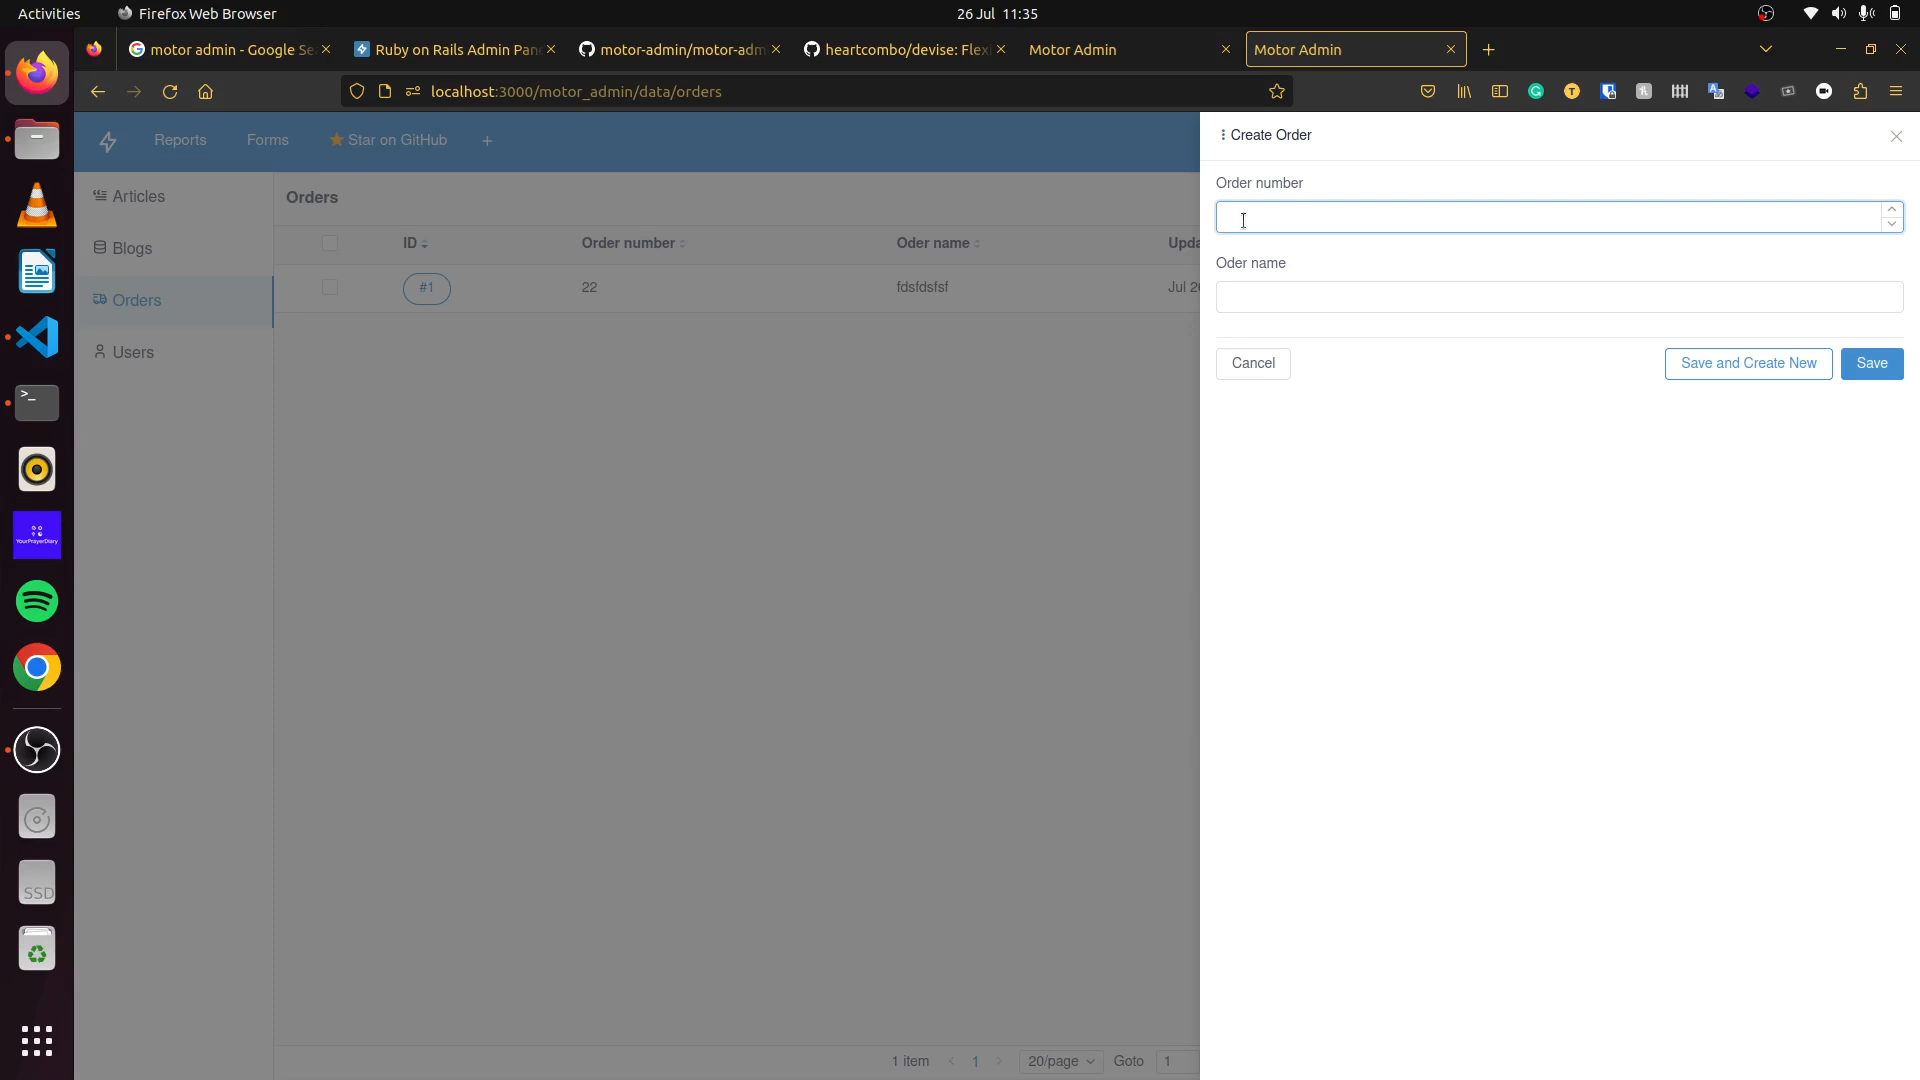 Activities
Firefox Web Browser
26 Jul 11:35
motor admin - Google Se
Ruby on Rails Admin Pan
motor-admin/motor-adm
heartcombo/devise: Flexi
Motor Admin
Motor Admin
localhost:3000/motor_admin/data/orders
Reports
Forms
Star on GitHub
+
Articles
Blogs
Orders
Users
Orders
ID
Order number
Oder name
Upda
#1
22
fdsfdsfsf
Jul 2
1 item
1
20/page
Goto
1
Create Order
Order number
Oder name
Cancel
Save and Create New
Save
YourPrayerDiary
SSD